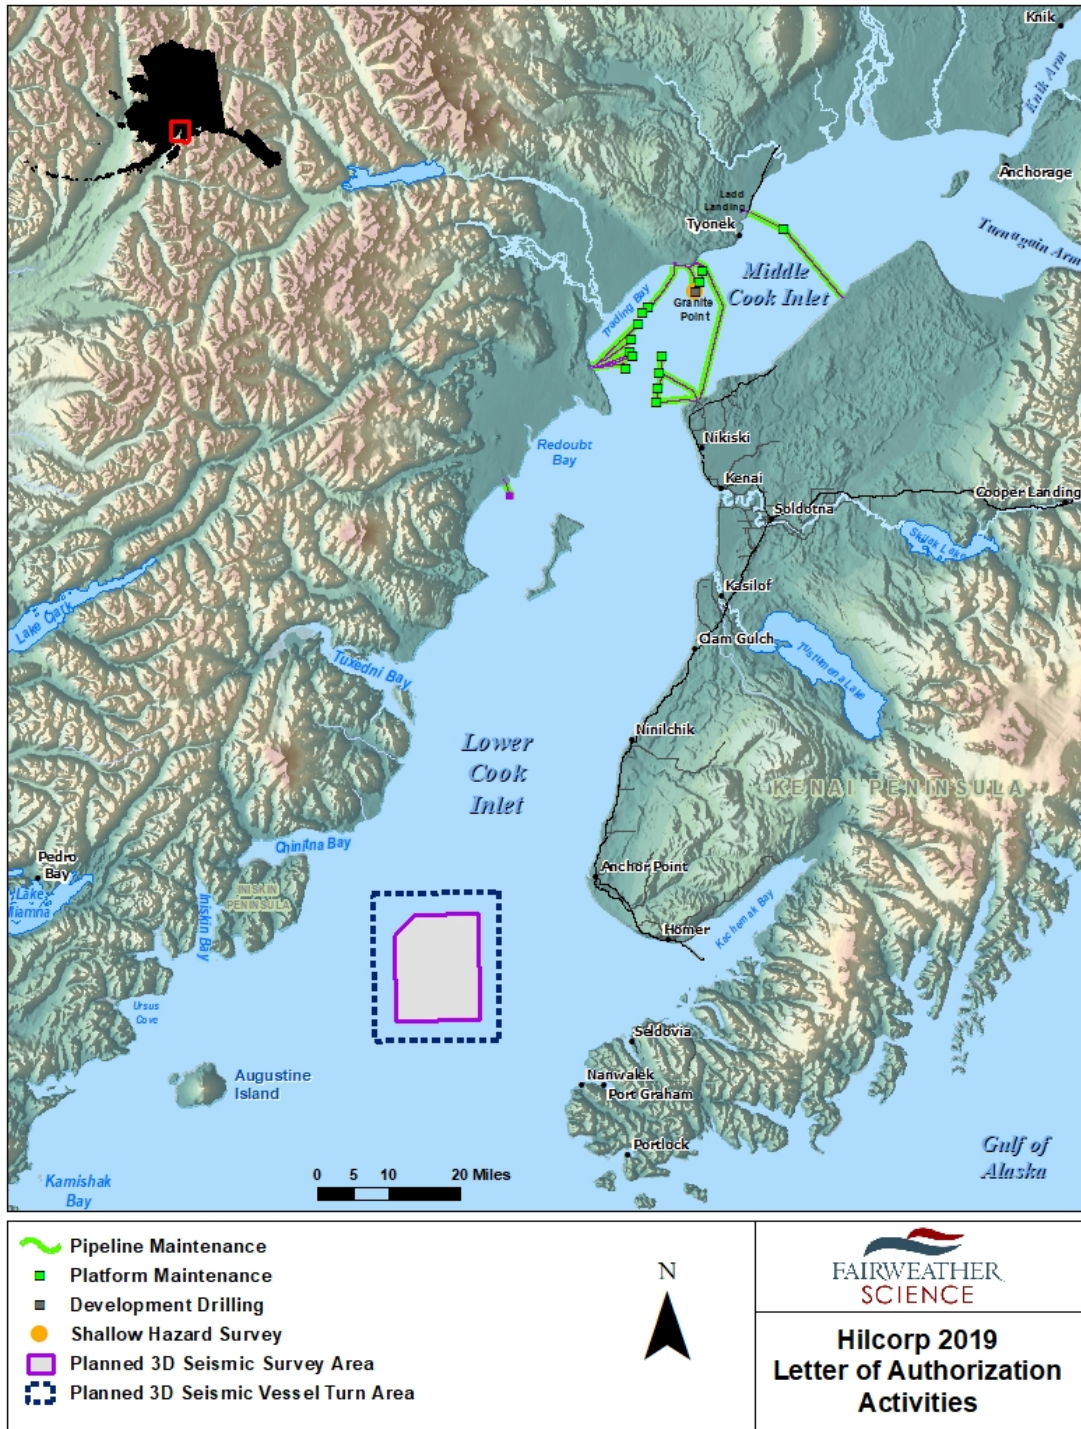 Knik
Knik Arm
Anchorage
Ladd
Landing
Tyonek
Turnagain Arm
Middle
Cook Inlet
Granite
Point
Trading Bay
Redoubt
Bay
Nikiski
Kenai
Cooper Landing
Soldotna
Skilak Lake
Kasilof
Lake Clark
Clam Gulch
Tuxedni Bay
Tustumena Lake
Lower
Cook
Inlet
Ninilchik
KENAI PENINSULA
Chinitna Bay
Pedro
Bay
Anchor Point
Lake
Iliamna
INISKIN
PENINSULA
Iniskin Bay
Kachemak Bay
Homer
Ursus
Cove
Seldovia
Augustine
Island
Nanwalek
Port Graham
Portlock
Gulf of
Alaska
Kamishak
Bay
0 5 10 20 Miles
Pipeline Maintenance
Platform Maintenance
Development Drilling
Shallow Hazard Survey
Planned 3D Seismic Survey Area
Planned 3D Seismic Vessel Turn Area
N
FAIRWEATHER
SCIENCE
Hilcorp 2019
Letter of Authorization
Activities